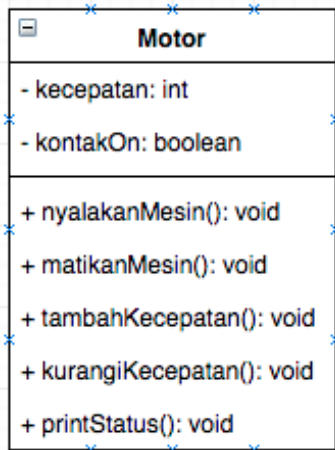 Motor
- kecepatan: int
- kontakOn: boolean
+ nyalakanMesin(): void
+ matikanMesin(): void
+ tambahKecepatan(): void
+ kurangiKecepatan(): void
+ printStatus(): void